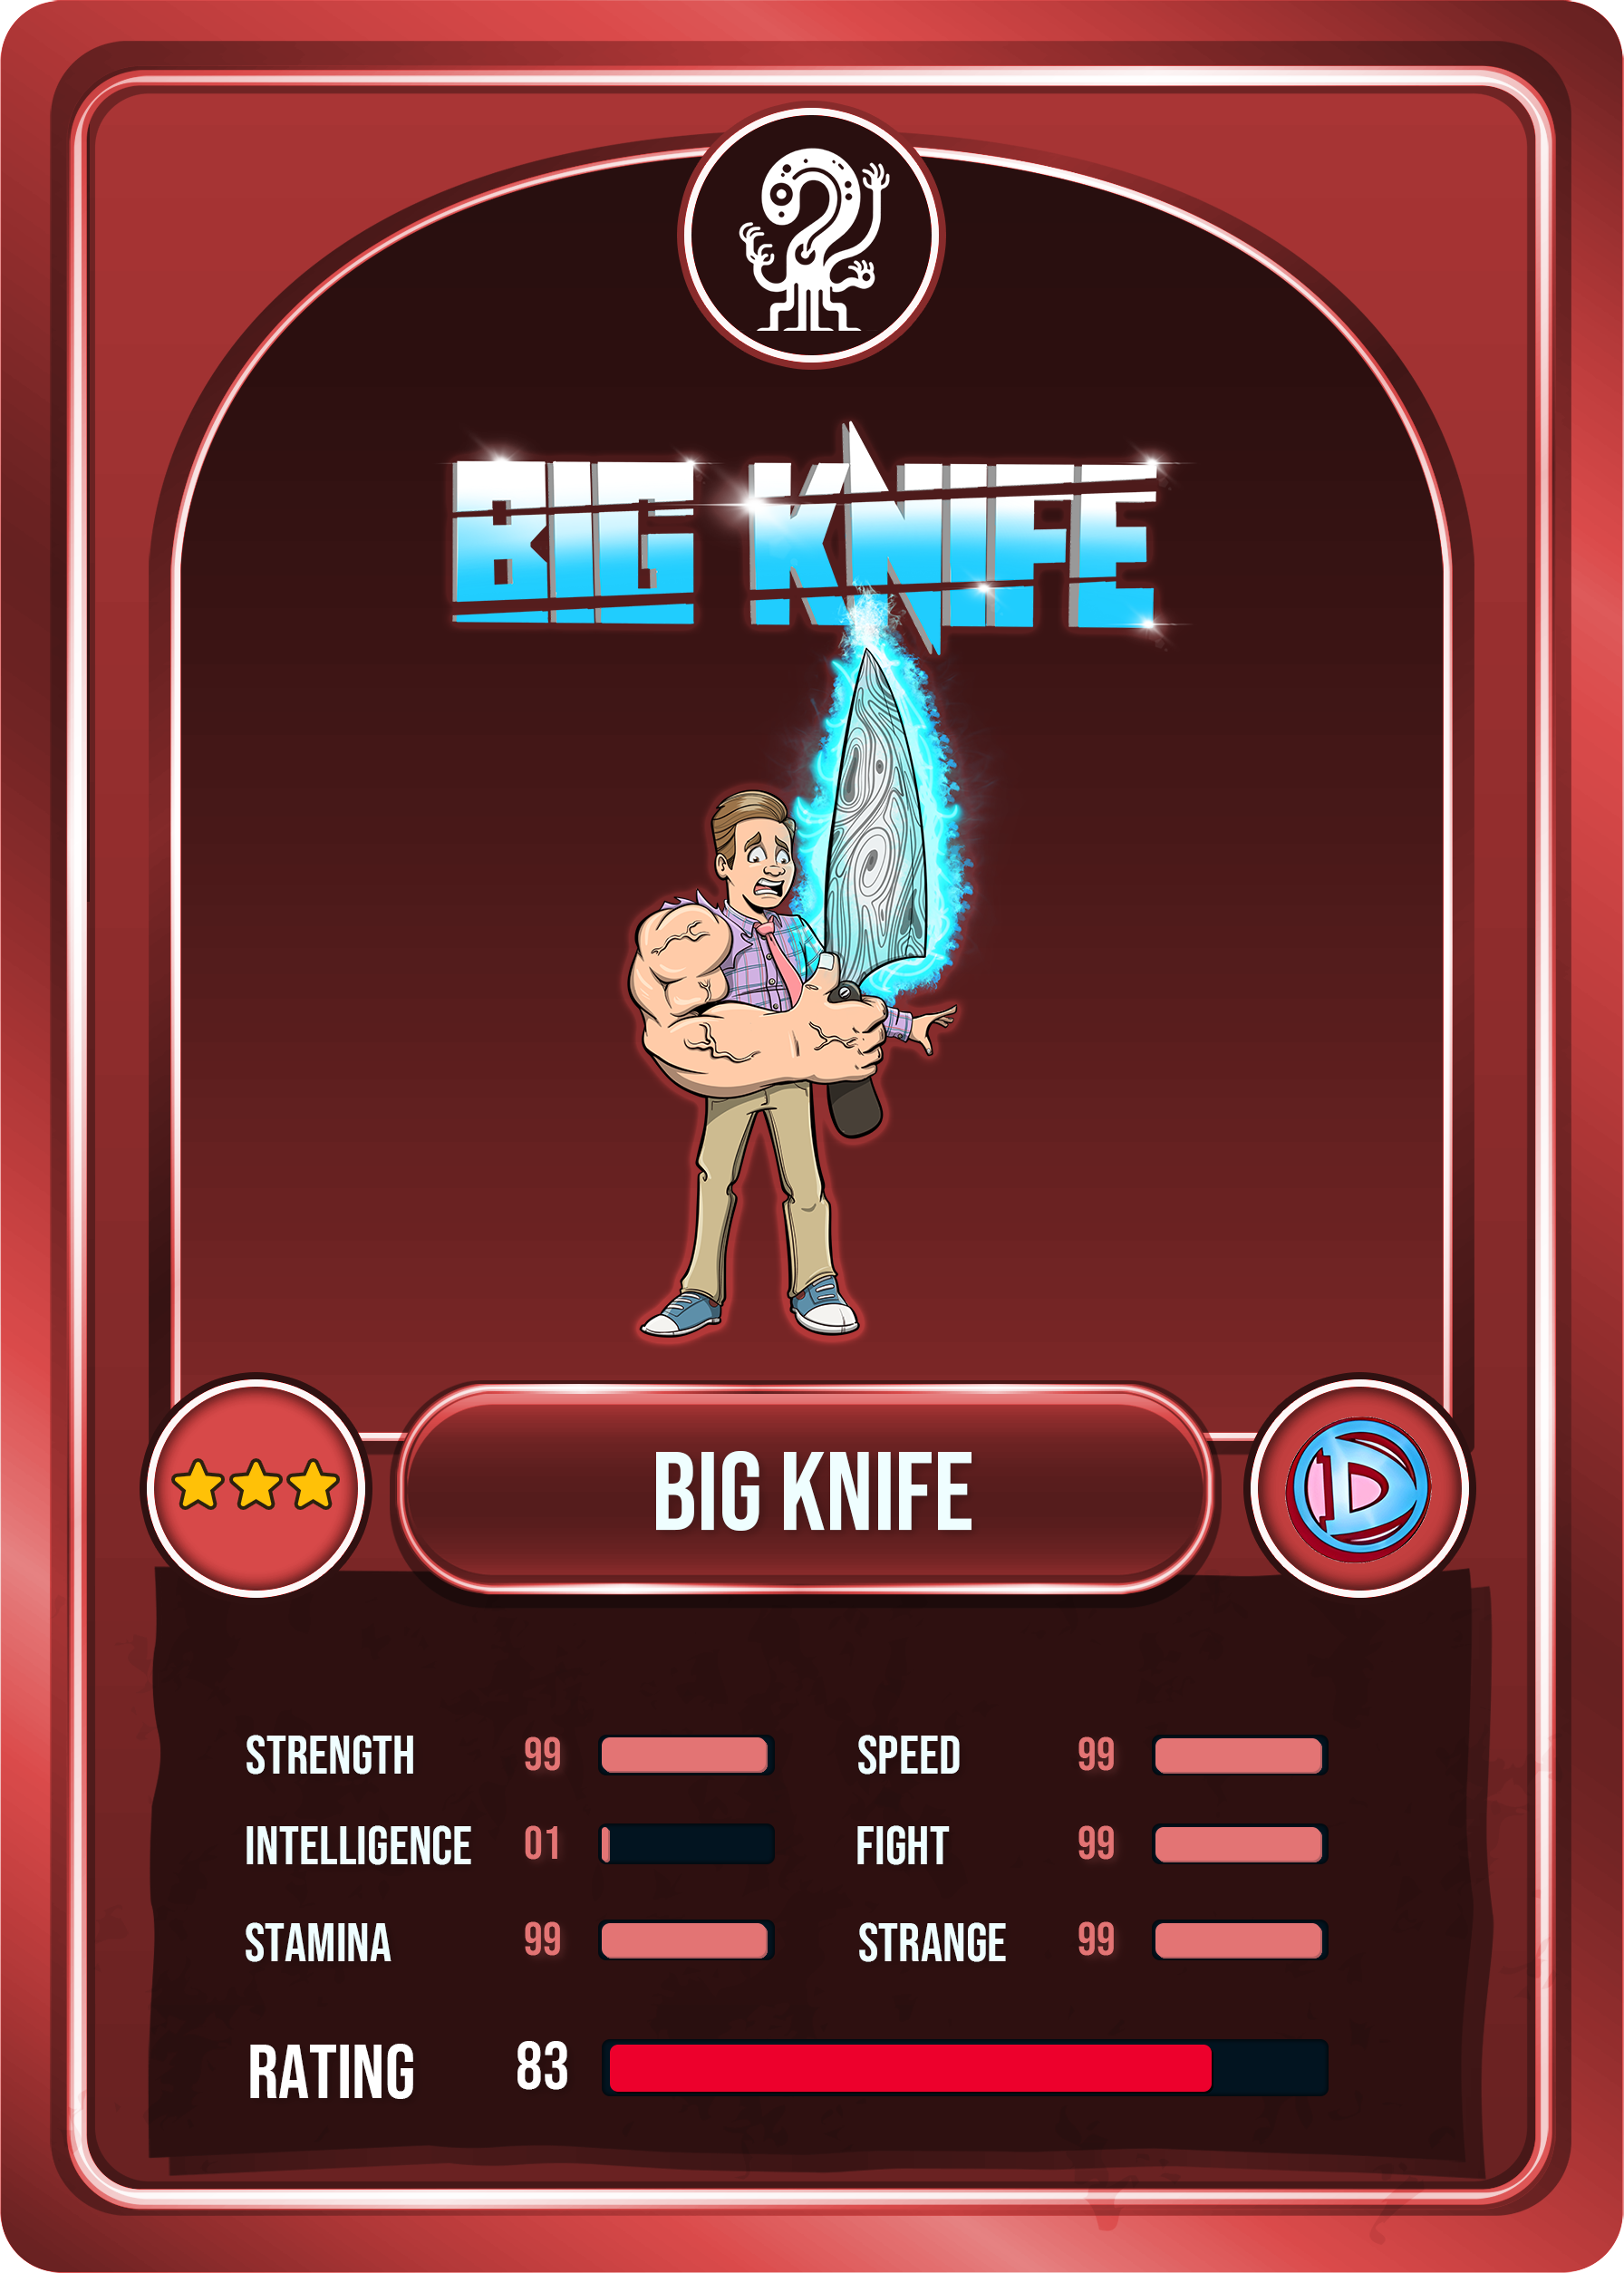 BIG KNIFE
D
BIG KNIFE
STRENGTH 99 SPEED 99
INTELLIGENCE 01 FIGHT 99
STAMINA 99 STRANGE 99
RATING 83